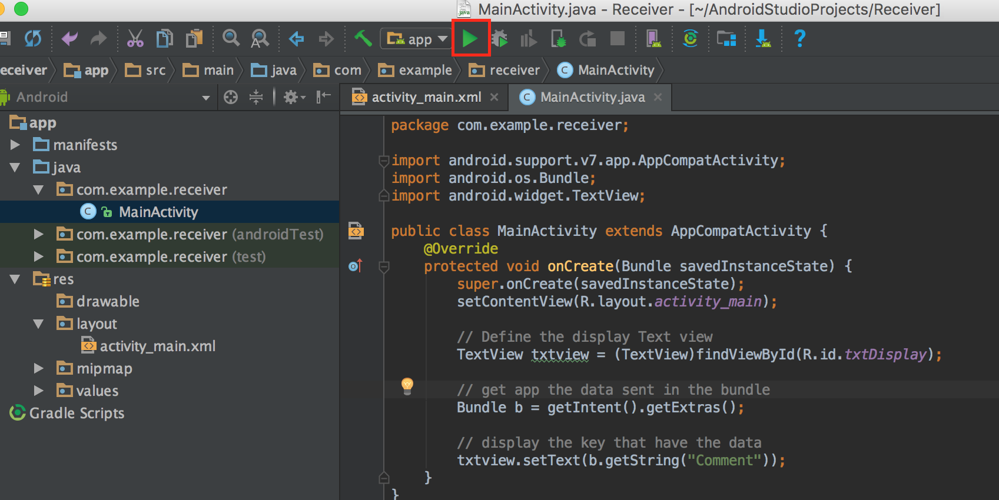 MainActivity.java - Receiver - [~/AndroidStudioProjects/Receiver]
app
eceiver app src main java com example receiver MainActivity
Android
activity_main.xml MainActivity.java
app
manifests
java
com.example.receiver
MainActivity
com.example.receiver (androidTest)
com.example.receiver (test)
res
drawable
layout
activity_main.xml
mipmap
values
Gradle Scripts
package com.example.receiver;
import android.support.v7.app.AppCompatActivity;
import android.os.Bundle;
import android.widget.TextView;
public class MainActivity extends AppCompatActivity {
@Override
protected void onCreate(Bundle savedInstanceState) {
super.onCreate(savedInstanceState);
setContentView(R.layout.activity_main);
// Define the display Text view
TextView txtview = (TextView)findViewById(R.id.txtDisplay);
// get app the data sent in the bundle
Bundle b = getIntent().getExtras();
// display the key that have the data
txtview.setText(b.getString("Comment"));
}
}